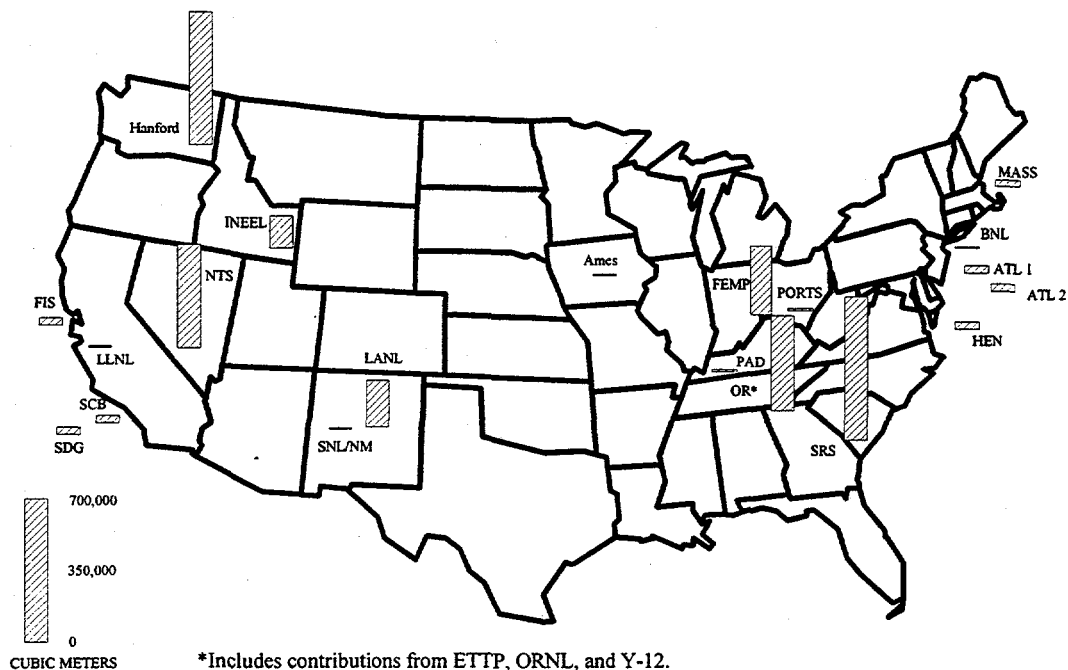 Hanford
MASS
INEEL
BNL
NTS
Ames
ATL 1
FEMP
PORTS
ATL 2
FIS
HEN
LLNL
LANL
PAD
OR*
SCB
SDG
SNL/NM
SRS
700,000
350,000
0
CUBIC METERS
*Includes contributions from ETTP, ORNL, and Y-12.